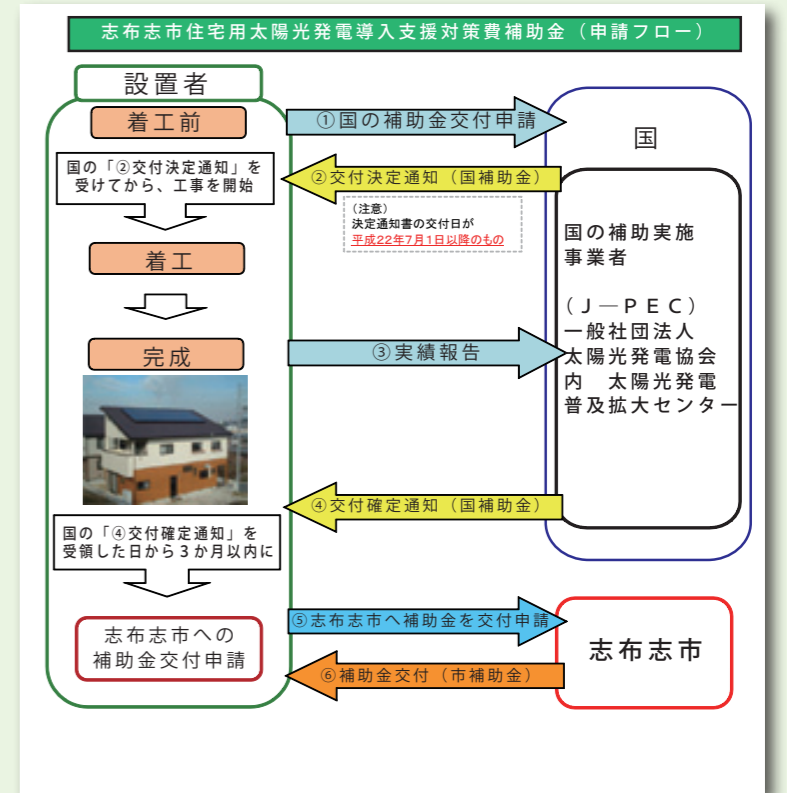 志布志市住宅用太陽光発電導入支援対策費補助金（申請フロー）
設置者
着工前
①国の補助金交付申請
国
国の「②交付決定通知」を
受けてから、工事を開始
②交付決定通知（国補助金）
（注意）
決定通知書の交付日が
平成22年7月1日以降のもの
着工
国の補助実施
事業者
（Ｊ―ＰＥＣ）
一般社団法人
太陽光発電協会
内　太陽光発電
普及拡大センター
完成
③実績報告
④交付確定通知（国補助金）
国の「④交付確定通知」を
受領した日から３か月以内に
⑤志布志市へ補助金を交付申請
志布志市への
補助金交付申請
志布志市
⑥補助金交付（市補助金）